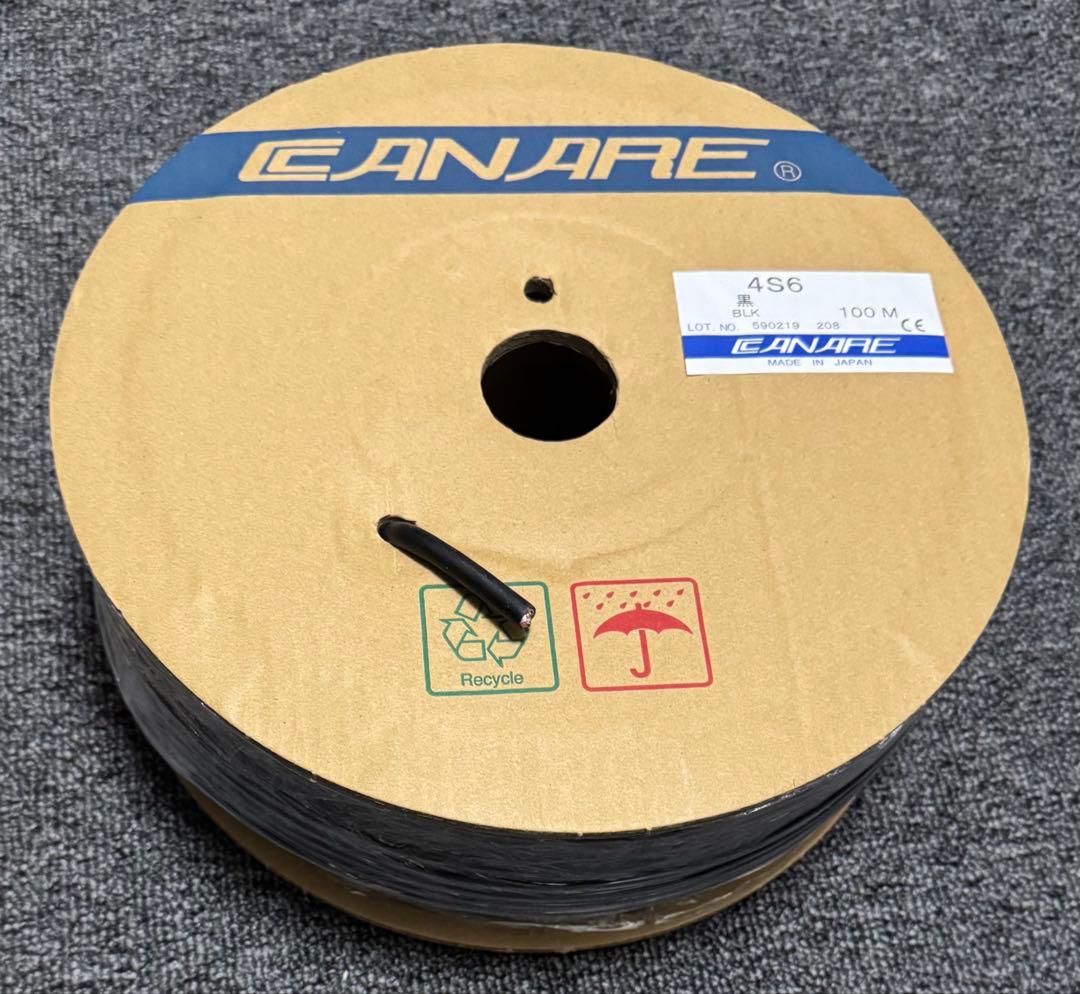 CANARE ®
4S6
黒
BLK 100 M
LOT. NO. 590219 208 CE
CANARE
MADE IN JAPAN
Recycle